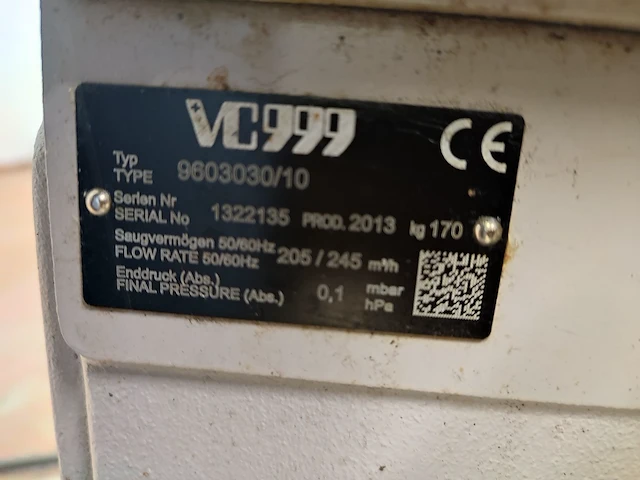 VC999
CE
Typ
TYPE 9603030/10
Serien Nr
SERIAL No 1322135 PROD. 2013 kg 170
Saugvermögen 50/60Hz
FLOW RATE 50/60Hz 205 / 245 m³/h
Enddruck (Abs.) mbar
FINAL PRESSURE (Abs.) 0,1 hPa